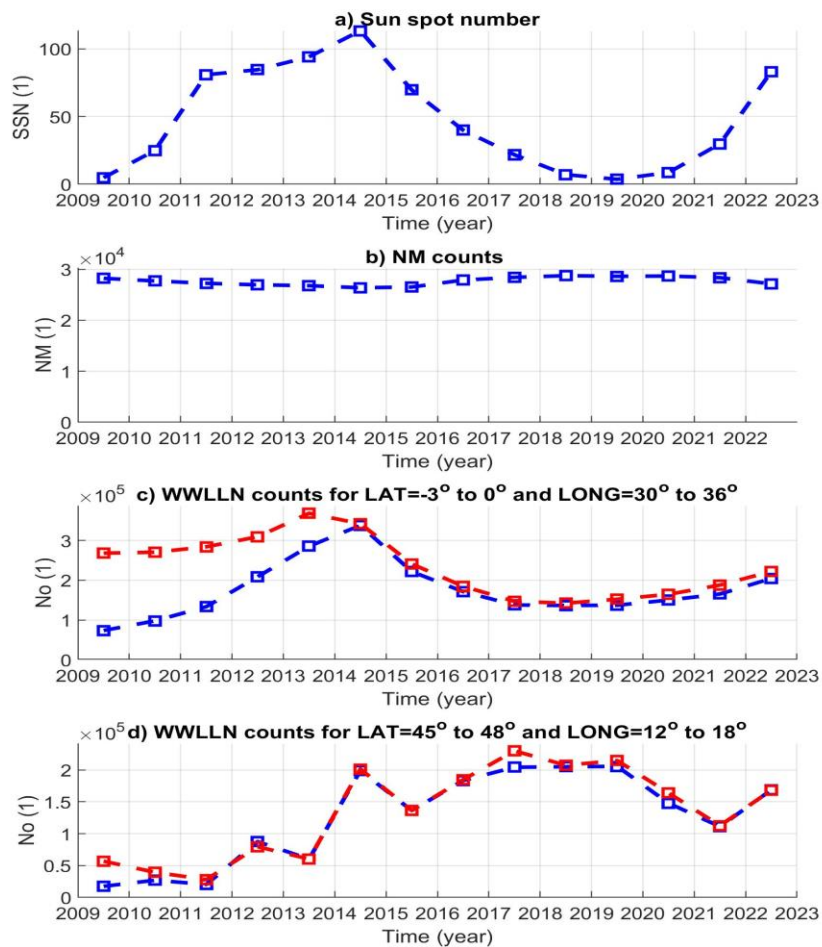 a) Sun spot number
100
50
0
SSN (1)
2009 2010 2011 2012 2013 2014 2015 2016 2017 2018 2019 2020 2021 2022 2023
Time (year)
×10⁴
b) NM counts
3
2
1
0
NM (1)
2009 2010 2011 2012 2013 2014 2015 2016 2017 2018 2019 2020 2021 2022
Time (year)
×10⁵
c) WWLLN counts for LAT=-3° to 0° and LONG=30° to 36°
3
2
1
0
No (1)
2009 2010 2011 2012 2013 2014 2015 2016 2017 2018 2019 2020 2021 2022 2023
Time (year)
×10⁵
d) WWLLN counts for LAT=45° to 48° and LONG=12° to 18°
2
1.5
1
0.5
0
No (1)
2009 2010 2011 2012 2013 2014 2015 2016 2017 2018 2019 2020 2021 2022 2023
Time (year)